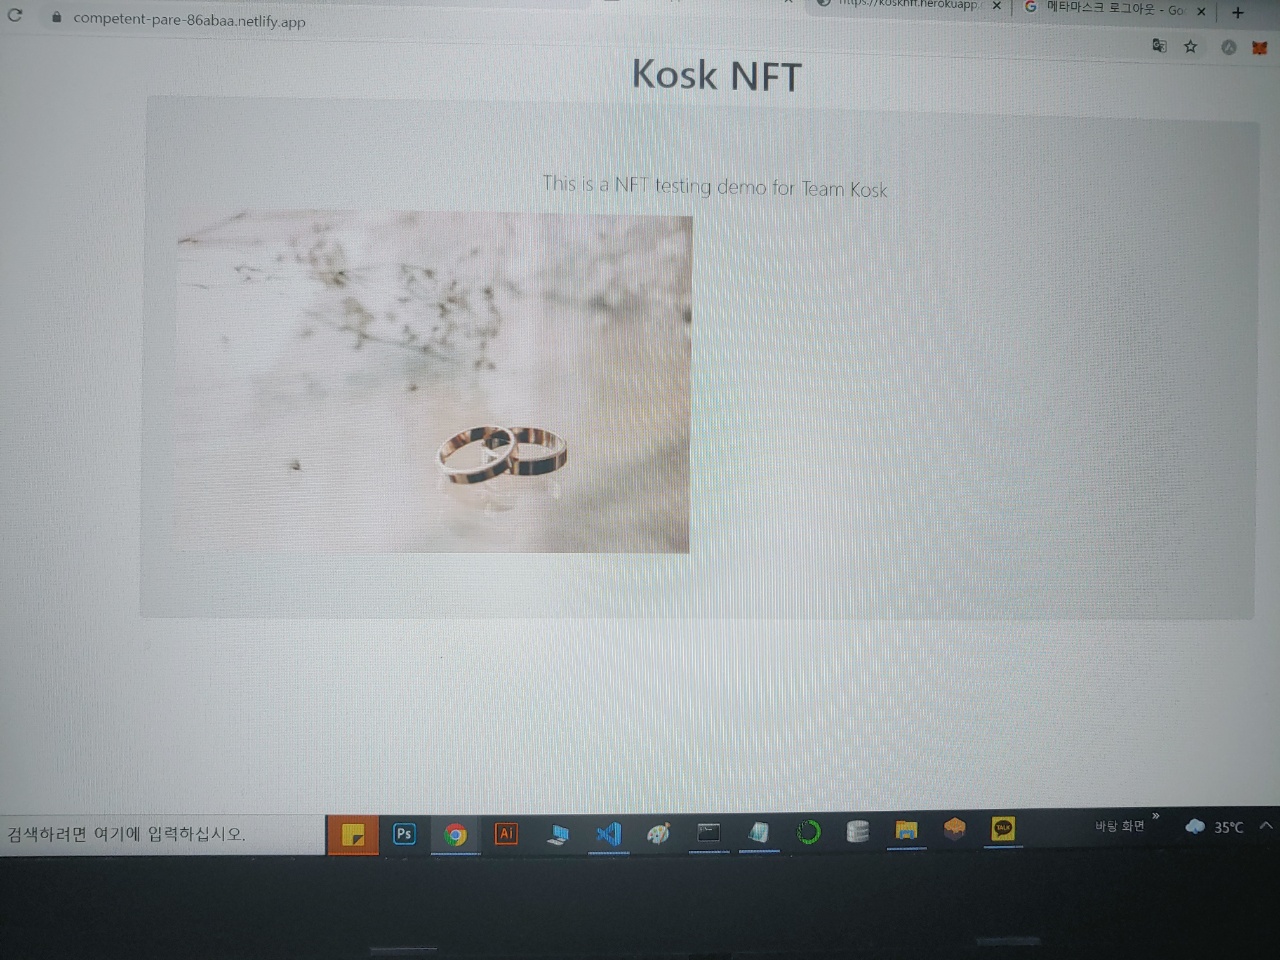 competent-pare-86abaa.netlify.app
https://kosknft.herokuapp.
메타마스크 로그아웃 - Go
Kosk NFT
This is a NFT testing demo for Team Kosk
검색하려면 여기에 입력하십시오.
Ps
Ai
TALK
바탕 화면
35°C